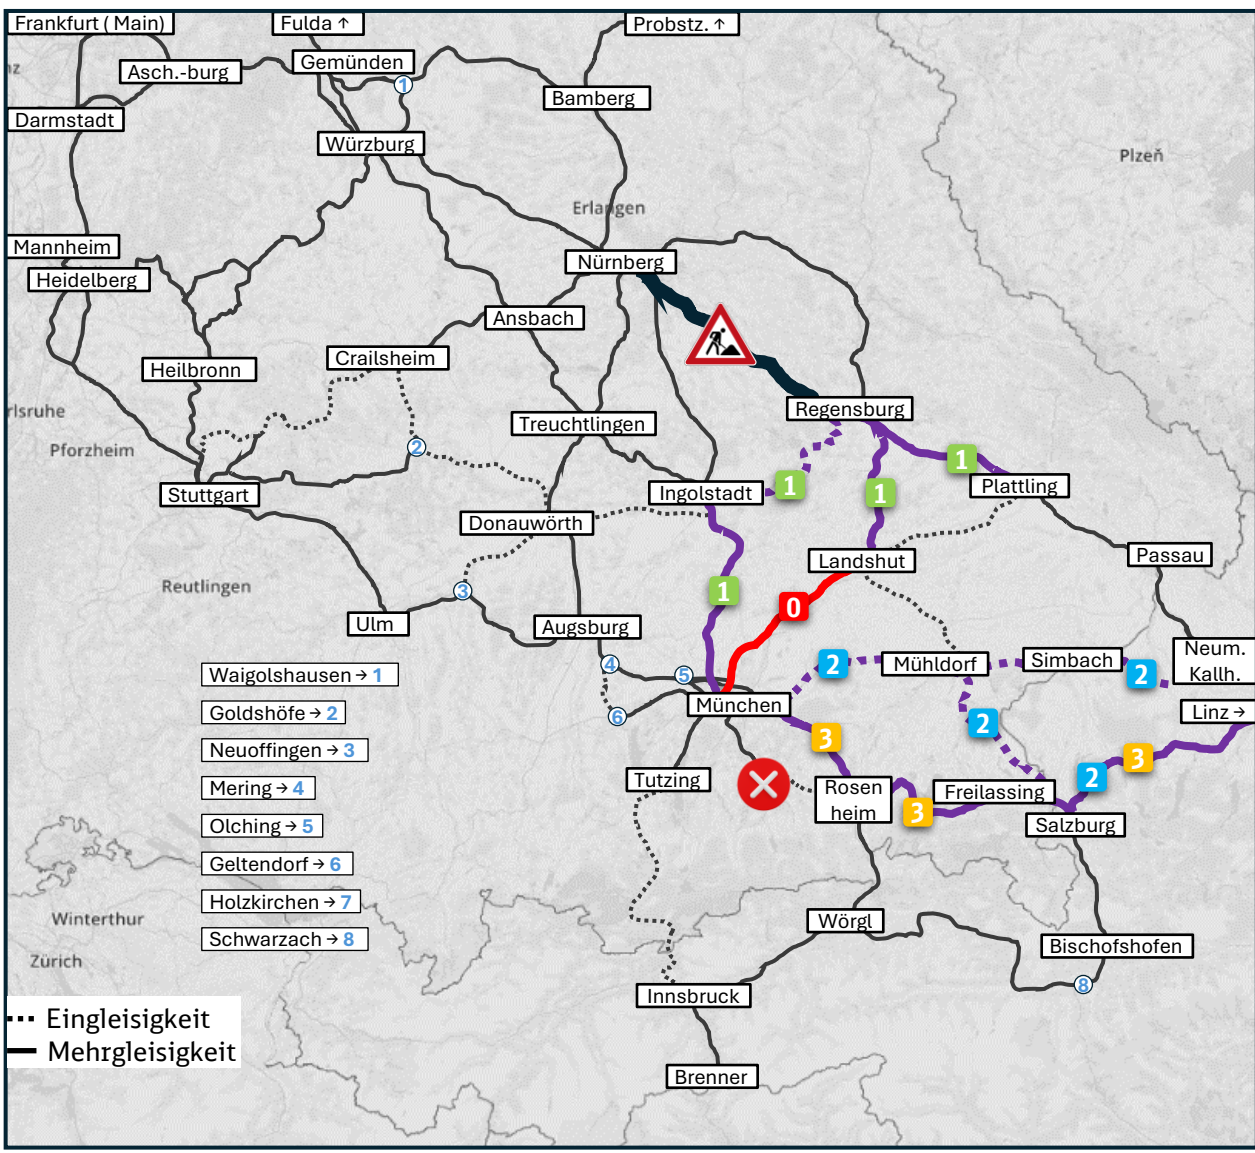 Frankfurt ( Main)
Fulda ↑
Probstz. ↑
nz
Asch.-burg
Gemünden
1
Bamberg
Darmstadt
Würzburg
Plzeň
Erlangen
Mannheim
Heidelberg
Nürnberg
Ansbach
Crailsheim
Heilbronn
rlsruhe
Regensburg
Treuchtlingen
Pforzheim
2
1
1
1
Stuttgart
Ingolstadt
Plattling
Donauwörth
Landshut
Passau
Reutlingen
3
1
0
Ulm
Augsburg
4
5
2
Mühldorf
Simbach
2
Neum.
Kallh.
Waigolshausen → 1
6
München
Linz →
Goldshöfe → 2
2
3
3
Neuoffingen → 3
Tutzing
2
Mering → 4
Rosen
heim
Freilassing
3
Salzburg
Olching → 5
Geltendorf → 6
Holzkirchen → 7
Winterthur
Wörgl
Schwarzach → 8
Bischofshofen
Zürich
8
Innsbruck
Eingleisigkeit
Mehrgleisigkeit
Brenner